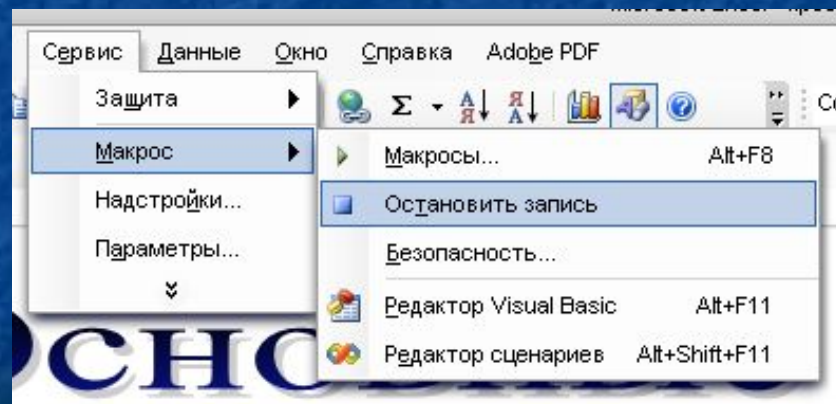 Сервис Данные Окно Справка Adobe PDF
Защита
Макрос
Надстройки...
Параметры...
Макросы... Alt+F8
Остановить запись
Безопасность...
Редактор Visual Basic Alt+F11
Редактор сценариев Alt+Shift+F11